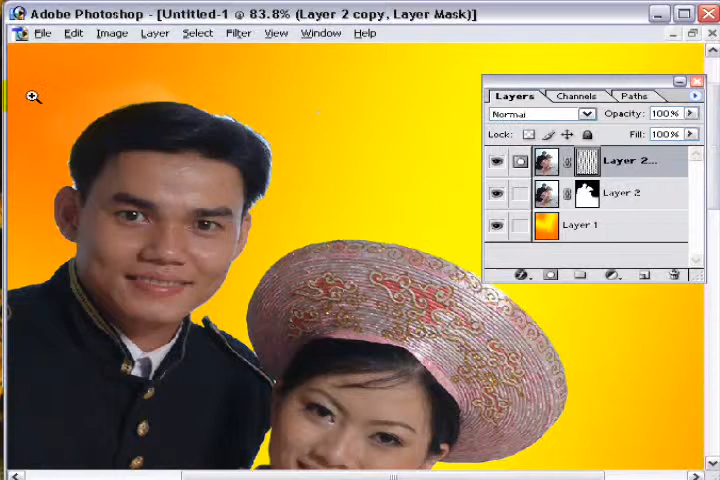 Adobe Photoshop - [Untitled-1 @ 83.8% (Layer 2 copy, Layer Mask)]
File Edit Image Layer Select Filter View Window Help
Layers Channels Paths
Normal Opacity: 100%
Lock: Fill: 100%
Layer 2...
Layer 2
Layer 1